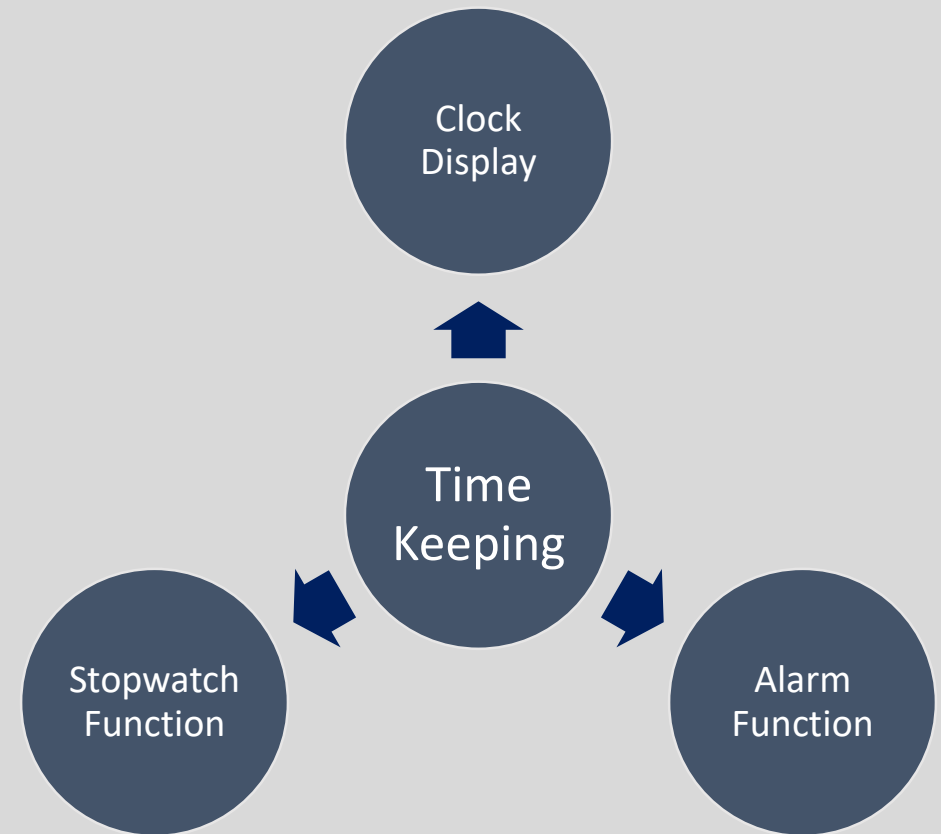 Clock
Display
Time
Keeping
Stopwatch
Function
Alarm
Function